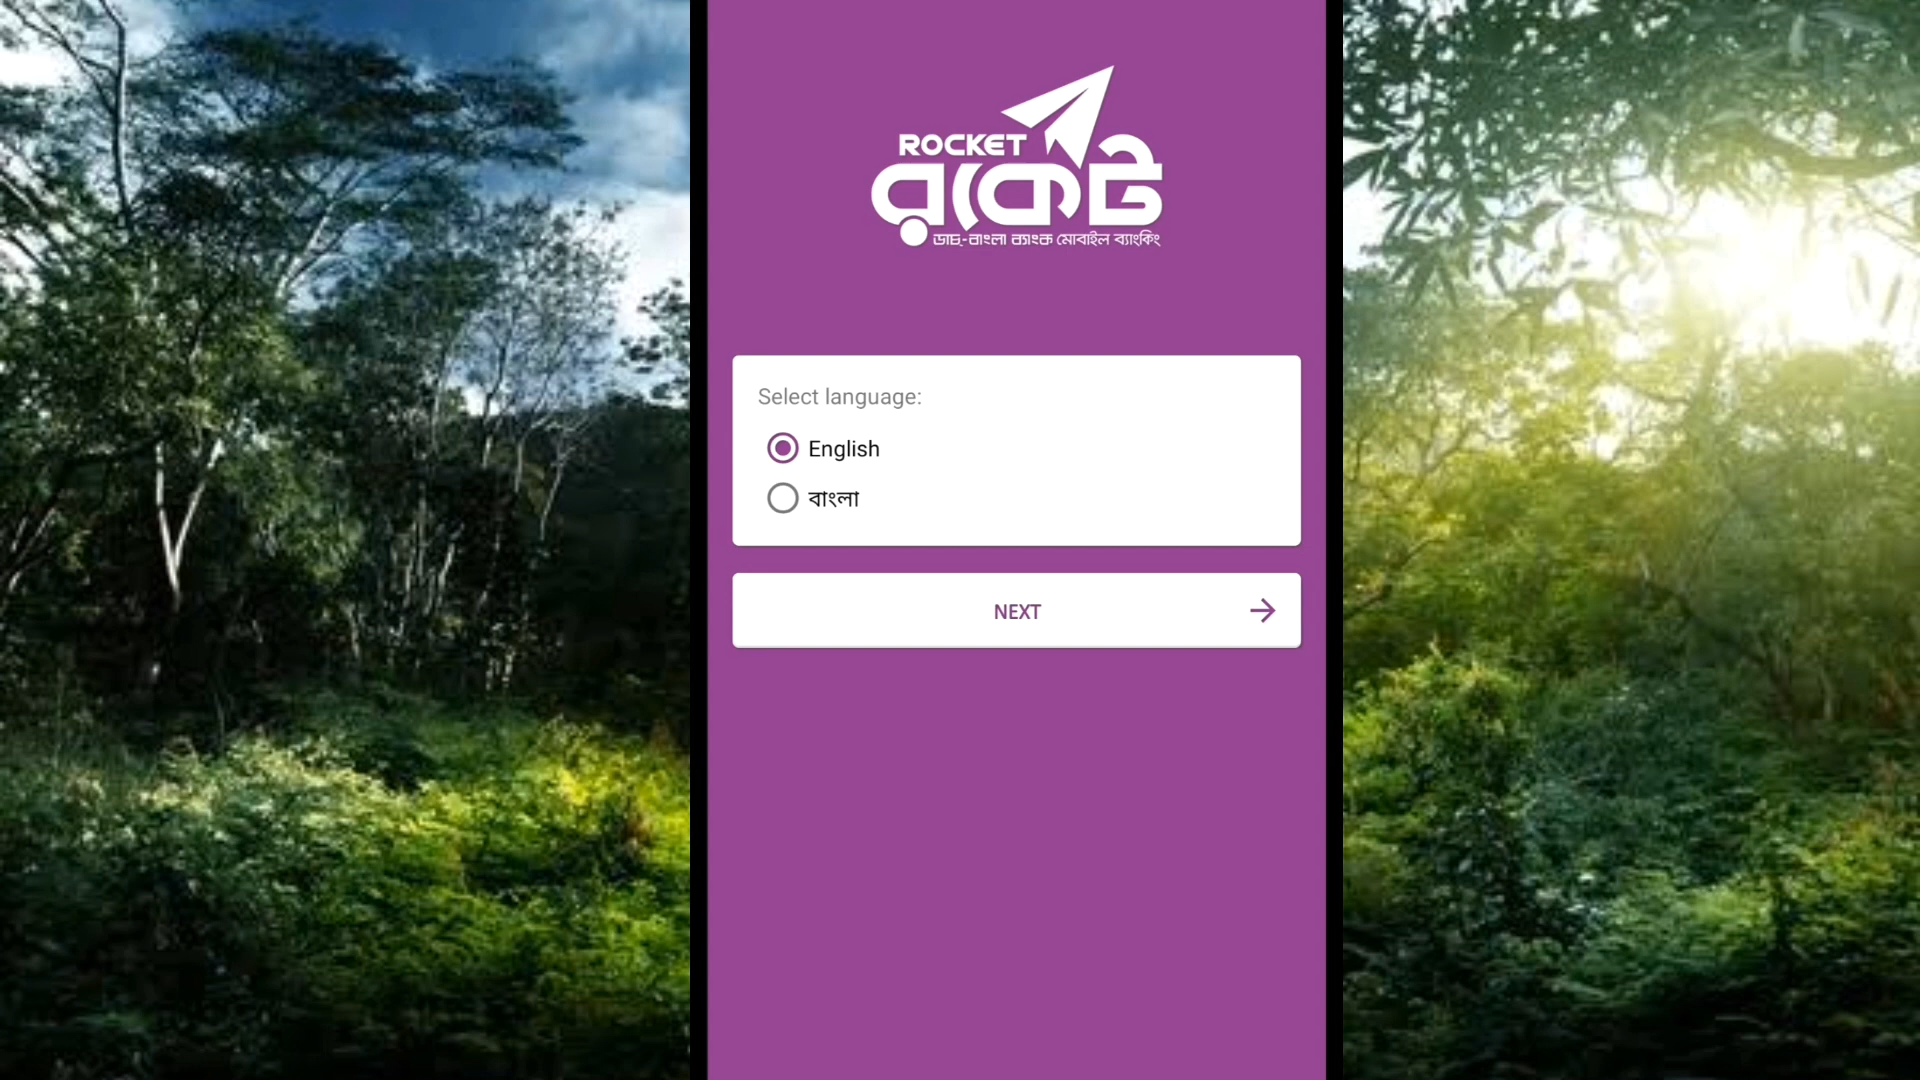 ROCKET
রকেট
ডাচ্-বাংলা ব্যাংক মোবাইল ব্যাংকিং
Select language:
English
বাংলা
NEXT